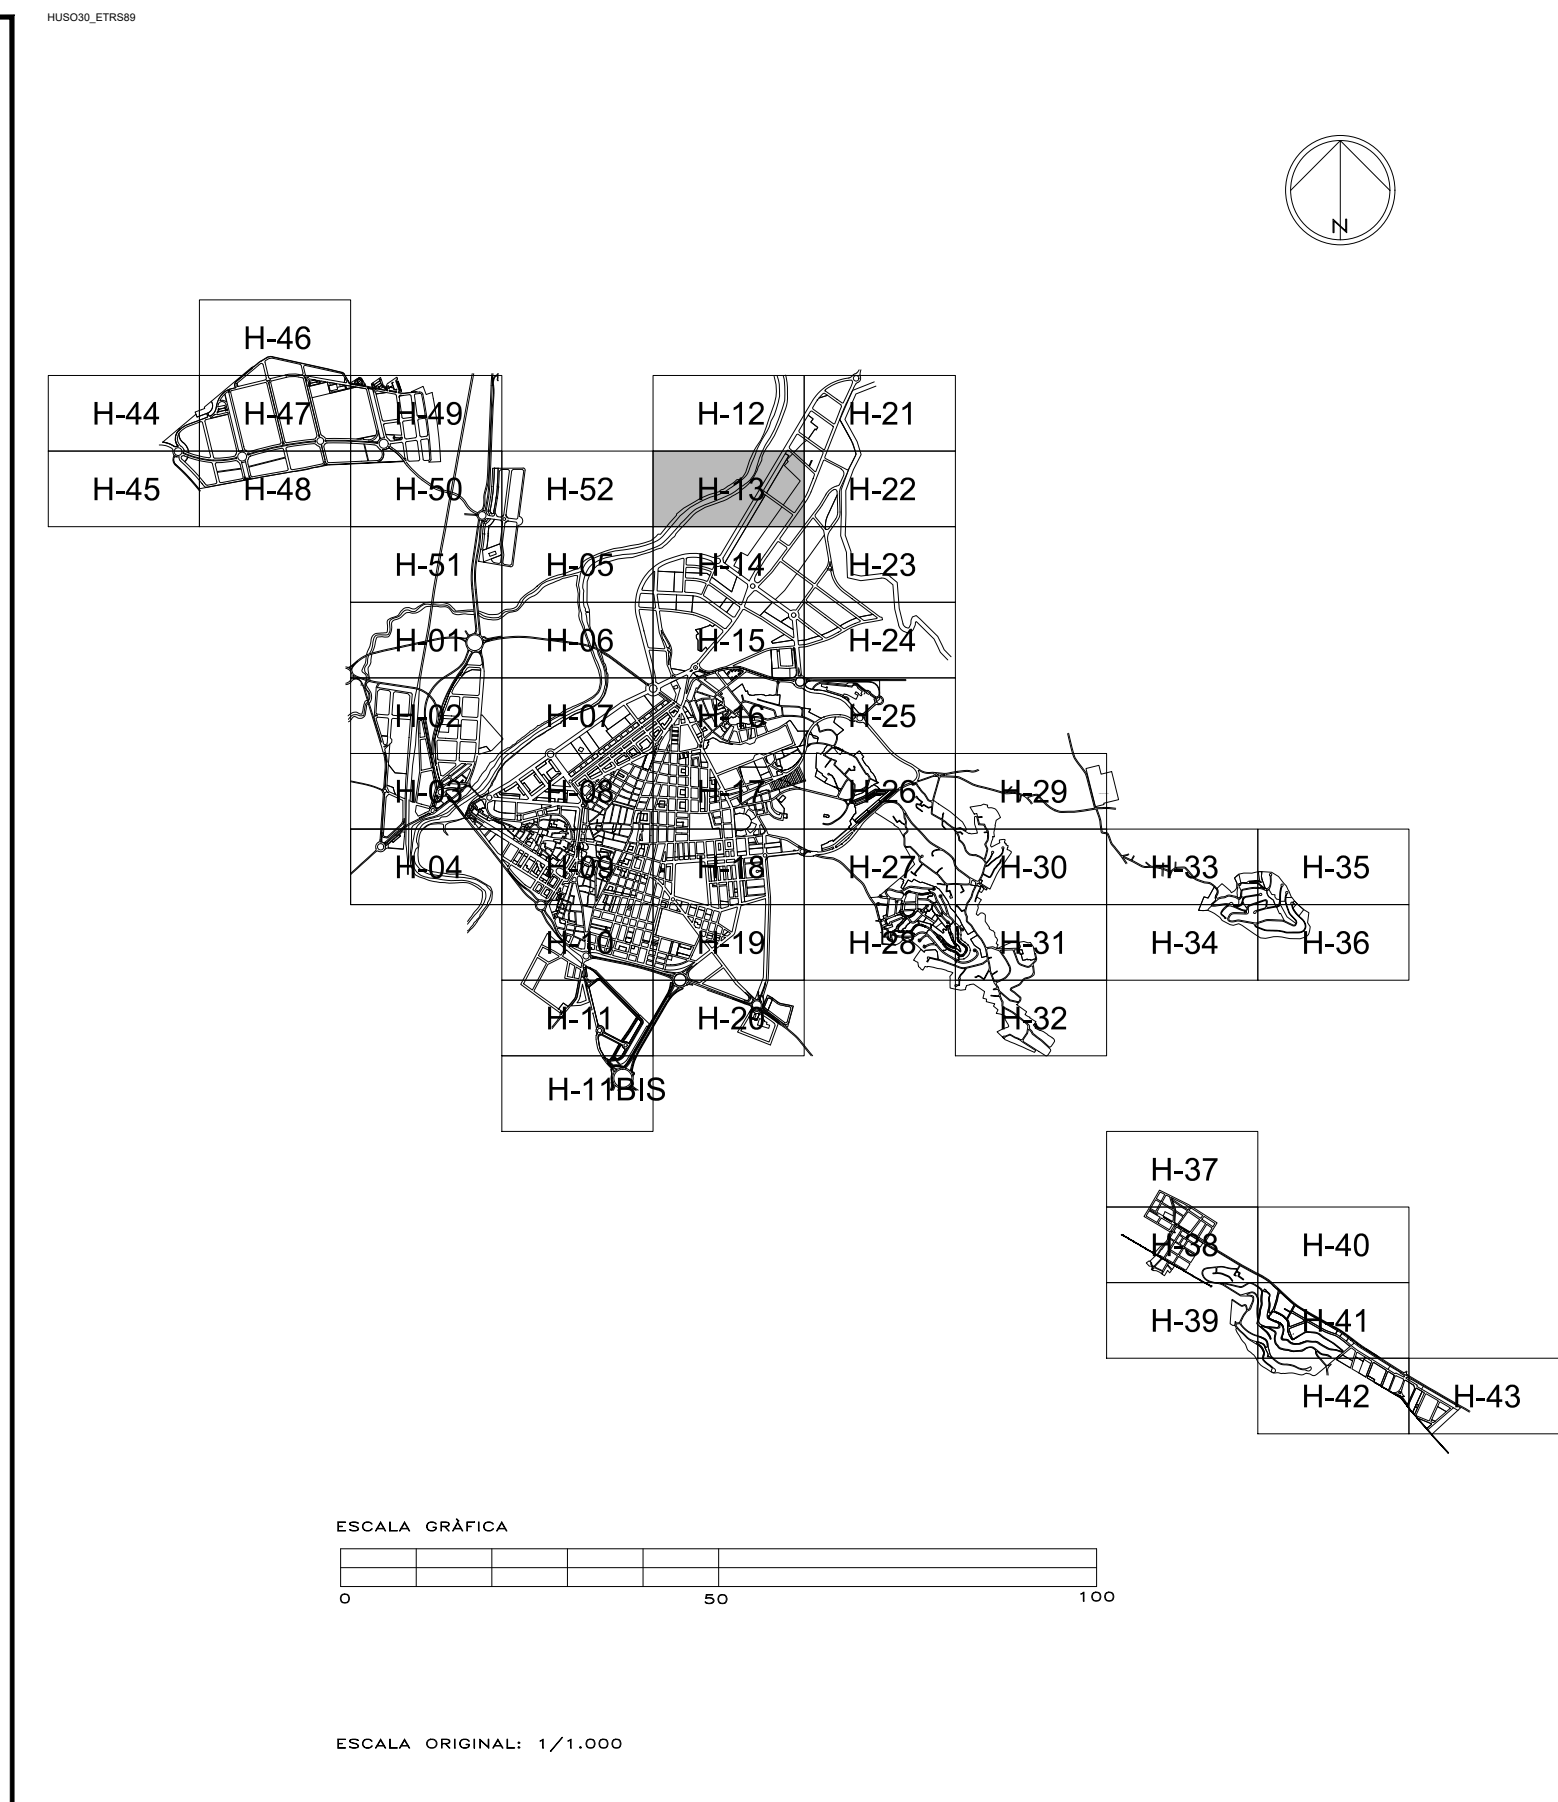 HUSO30_ETRS89
N
H-46
H-44 H-47 H-49 H-12 H-21
H-45 H-48 H-50 H-52 H-13 H-22
H-51 H-05 H-14 H-23
H-01 H-06 H-15 H-24
H-02 H-07 H-16 H-25
H-03 H-08 H-17 H-26 H-29
H-04 H-09 H-18 H-27 H-30 H-33 H-35
H-10 H-19 H-28 H-31 H-34 H-36
H-11 H-20 H-32
H-11BIS
H-37
H-38 H-40
H-39 H-41
H-42 H-43
ESCALA GRÀFICA
0 50 100
ESCALA ORIGINAL: 1/1.000